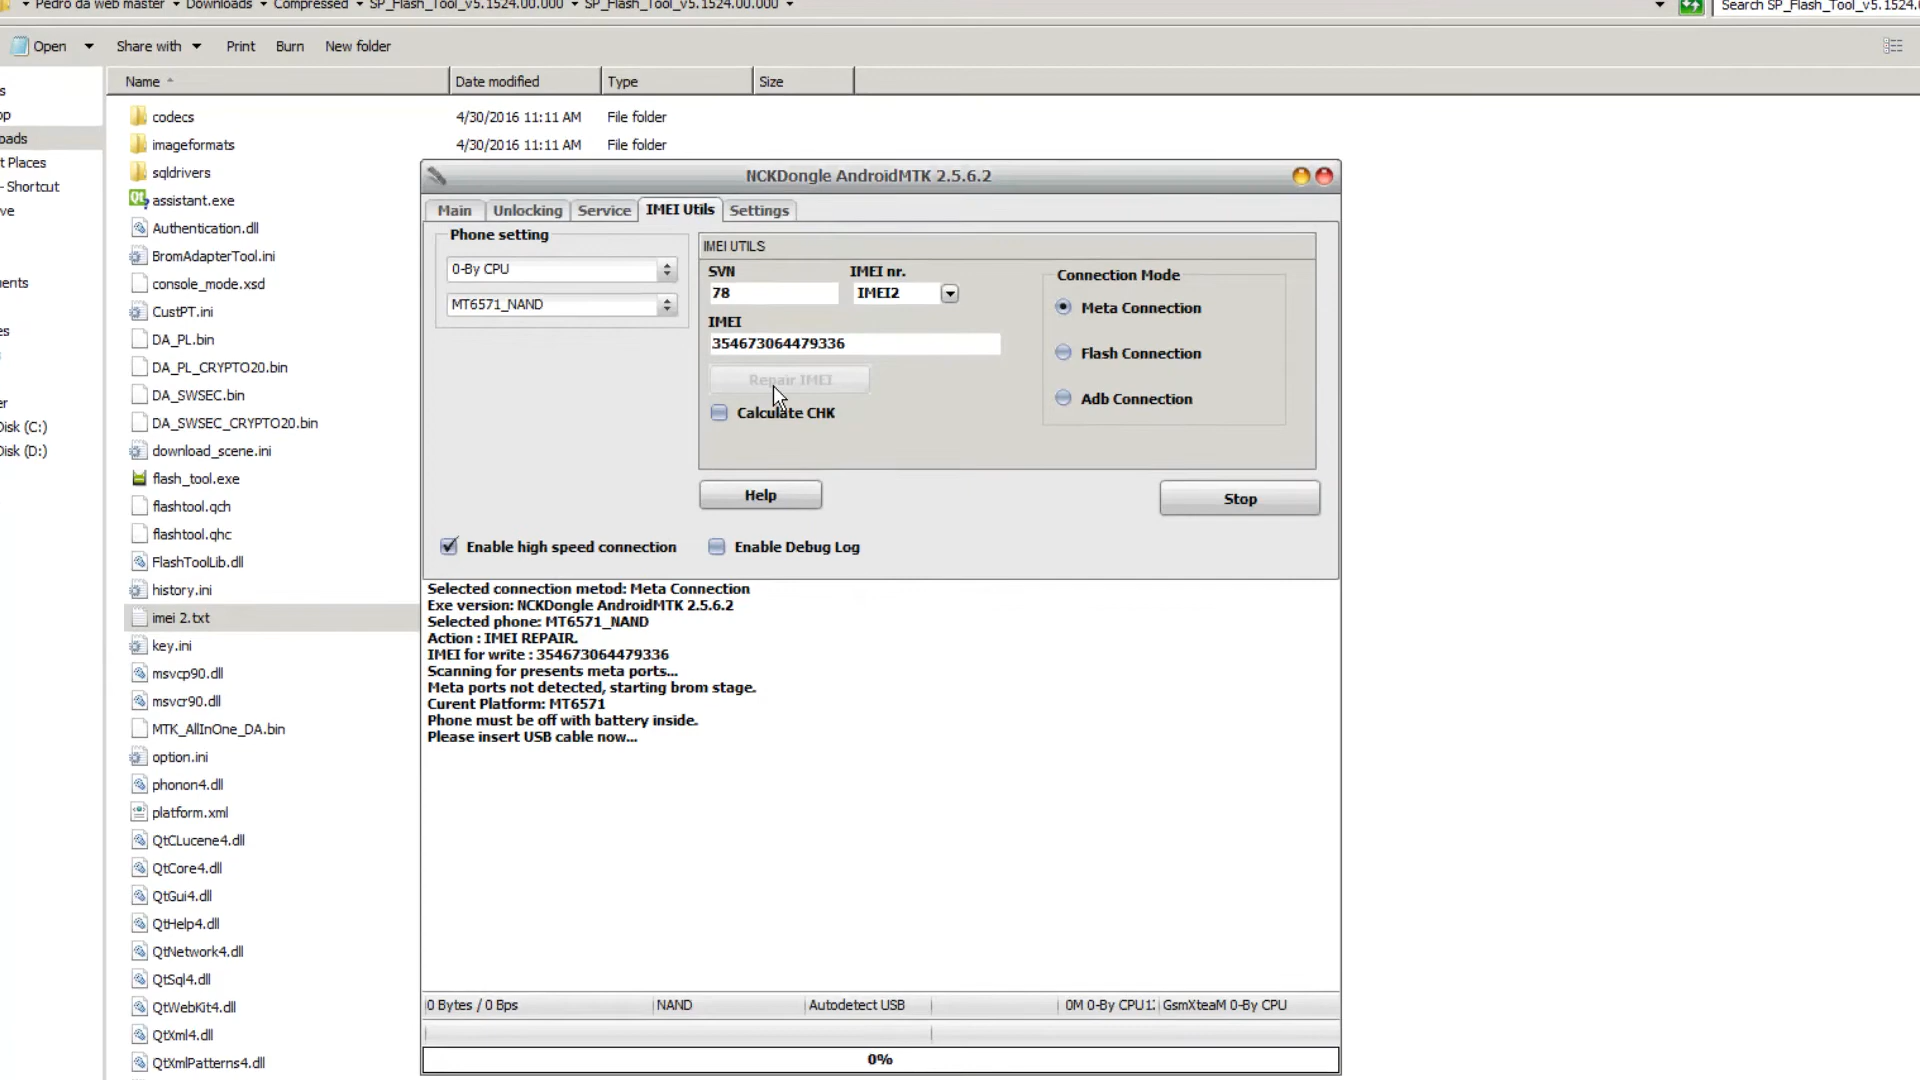 Pedro da web master Downloads Compressed SP_Flash_Tool_v5.1524.00.000 SP_Flash_Tool_v5.1524.00.000
Search SP_Flash_Tool_v5.1524.0
Open Share with Print Burn New folder
Name Date modified Type Size
codecs 4/30/2016 11:11 AM File folder
imageformats 4/30/2016 11:11 AM File folder
sqldrivers
assistant.exe
Authentication.dll
BromAdapterTool.ini
console_mode.xsd
CustPT.ini
DA_PL.bin
DA_PL_CRYPTO20.bin
DA_SWSEC.bin
DA_SWSEC_CRYPTO20.bin
download_scene.ini
flash_tool.exe
flashtool.qch
flashtool.qhc
FlashToolLib.dll
history.ini
imei 2.txt
key.ini
msvcp90.dll
msvcr90.dll
MTK_AllInOne_DA.bin
option.ini
phonon4.dll
platform.xml
QtCLucene4.dll
QtCore4.dll
QtGui4.dll
QtHelp4.dll
QtNetwork4.dll
QtSql4.dll
QtWebKit4.dll
QtXml4.dll
QtXmlPatterns4.dll
s
op
oads
t Places
- Shortcut
ve
ents
es
er
Disk (C:)
Disk (D:)
NCKDongle AndroidMTK 2.5.6.2
Main Unlocking Service IMEI Utils Settings
Phone setting
0-By CPU
MT6571_NAND
IMEI UTILS
SVN IMEI nr.
78 IMEI2
IMEI
354673064479336
Repair IMEI
Calculate CHK
Connection Mode
Meta Connection
Flash Connection
Adb Connection
Help
Stop
Enable high speed connection Enable Debug Log
Selected connection metod: Meta Connection
Exe version: NCKDongle AndroidMTK 2.5.6.2
Selected phone: MT6571_NAND
Action : IMEI REPAIR.
IMEI for write : 354673064479336
Scanning for presents meta ports...
Meta ports not detected, starting brom stage.
Curent Platform: MT6571
Phone must be off with battery inside.
Please insert USB cable now...
0 Bytes / 0 Bps NAND Autodetect USB 0M 0-By CPU1: GsmXteaM 0-By CPU
0%